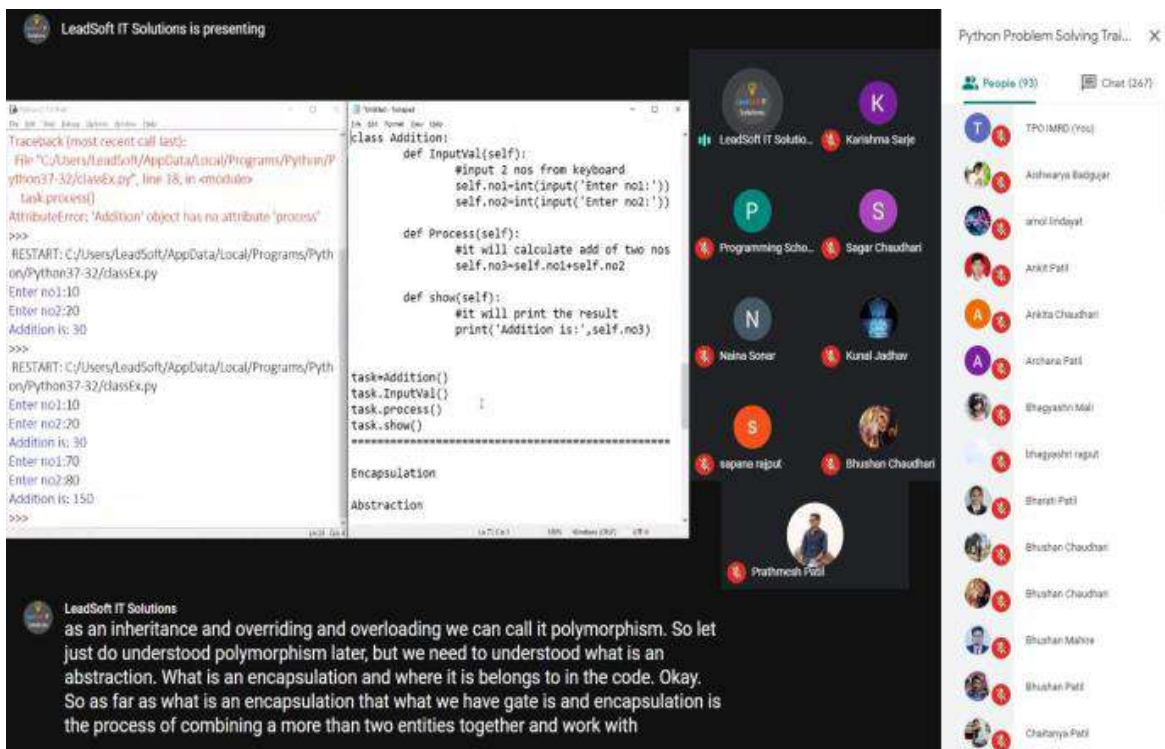 LeadSoft IT Solutions is presenting
Traceback (most recent call last):
File "C:/Users/LeadSoft/AppData/Local/Programs/Python/P
ython37-32/classEx.py", line 18, in <module>
task.process()
AttributeError: 'Addition' object has no attribute 'process'
>>>
RESTART: C:/Users/LeadSoft/AppData/Local/Programs/Pyth
on/Python37-32/classEx.py
Enter no1:10
Enter no2:20
Addition is: 30
>>>
RESTART: C:/Users/LeadSoft/AppData/Local/Programs/Pyth
on/Python37-32/classEx.py
Enter no1:10
Enter no2:20
Addition is: 30
Enter no1:70
Enter no2:80
Addition is: 150
>>>
Untitled - Notepad
File Edit Format View Help
class Addition:
def InputVal(self):
#input 2 nos from keyboard
self.no1=int(input('Enter no1:'))
self.no2=int(input('Enter no2:'))
def Process(self):
#it will calculate add of two nos
self.no3=self.no1+self.no2
def show(self):
#it will print the result
print('Addition is:',self.no3)
task=Addition()
task.InputVal()
task.process()
task.show()
Encapsulation
Abstraction
LeadSoft IT Solutio...
K
Karishma Sarje
P
Programming Scho...
S
Sagar Chaudhari
N
Naina Sonar
Kunal Jadhav
S
sapana rajput
Bhushan Chaudhari
Prathmesh Patil
LeadSoft IT Solutions
as an inheritance and overriding and overloading we can call it polymorphism. So let
just do understood polymorphism later, but we need to understood what is an
abstraction. What is an encapsulation and where it is belongs to in the code. Okay.
So as far as what is an encapsulation that what we have gate is and encapsulation is
the process of combining a more than two entities together and work with
Python Problem Solving Trai...
People (93)
Chat (267)
T
TPO IMRD (You)
Aishwarya Badgujar
amol lindayat
Ankit Patil
A
Ankita Chaudhari
A
Archana Patil
Bhagyashri Mali
bhagyashri rajput
Bharati Patil
Bhushan Chaudhari
Bhushan Chaudhari
Bhushan Mahire
Bhushan Patil
Chaitanya Patil